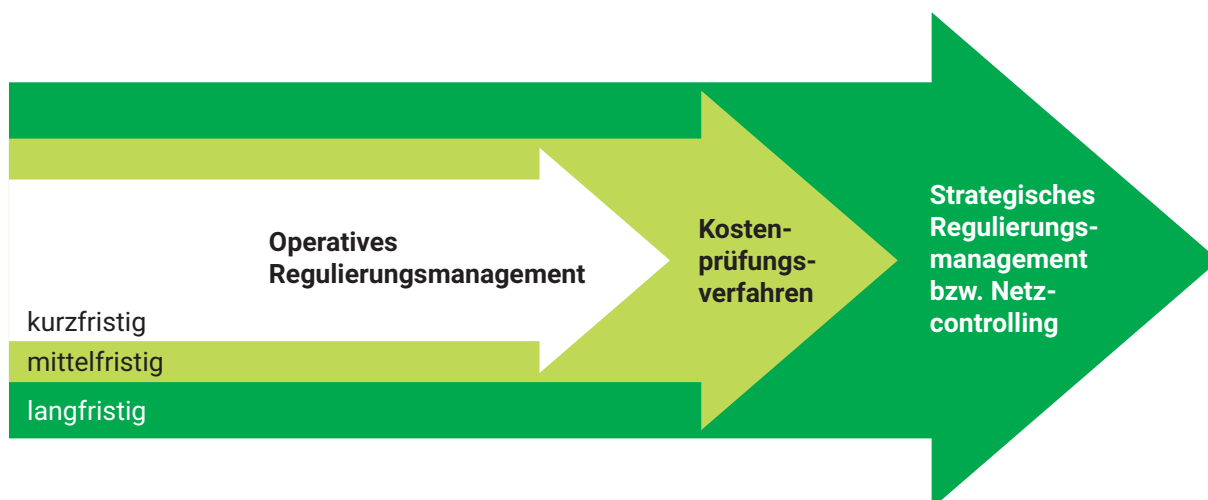 Operatives
Regulierungsmanagement
Kosten-
prüfungs-
verfahren
Strategisches
Regulierungs-
management
bzw. Netz-
controlling
kurzfristig
mittelfristig
langfristig